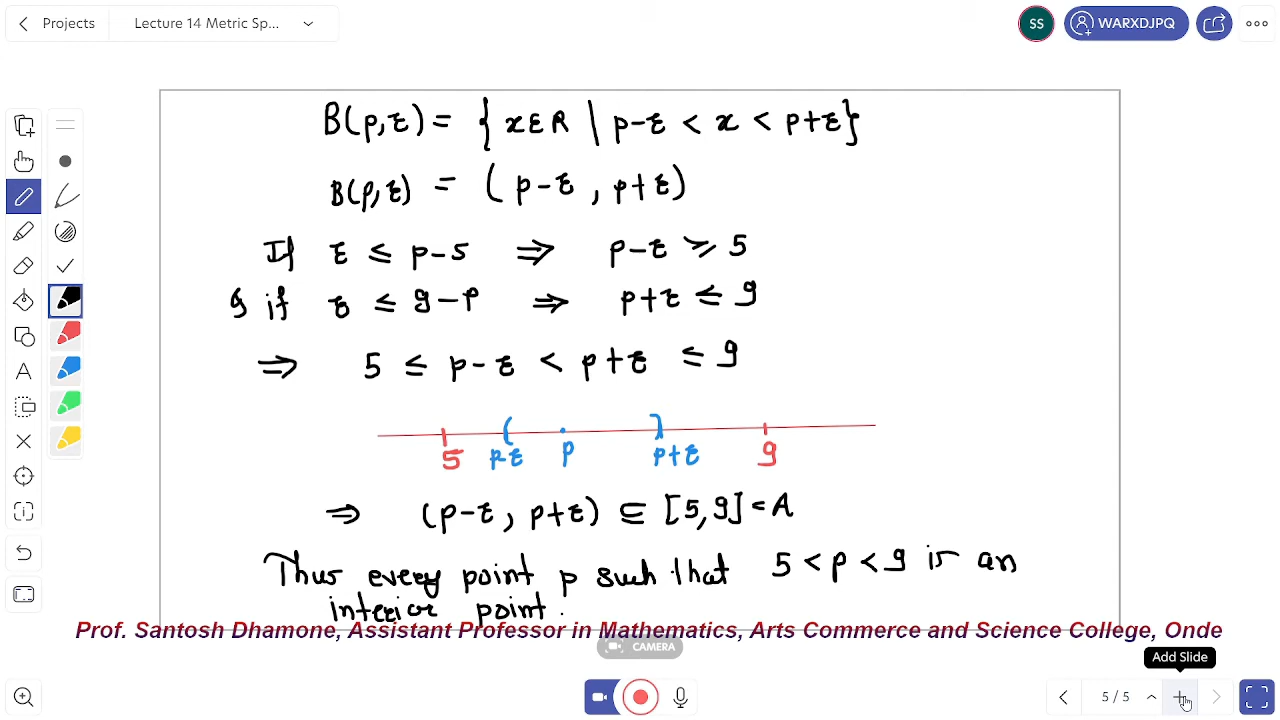 Projects
Lecture 14 Metric Sp...
SS
WARXDJPQ
B(p,ε) = {x∈R | p-ε < x < p+ε}
B(p,ε) = (p-ε, p+ε)
If ε ≤ p-5 ⇒ p-ε ≥ 5
& if ε ≤ 9-p ⇒ p+ε ≤ 9
⇒ 5 ≤ p-ε < p+ε ≤ 9
5 p-ε p p+ε 9
⇒ (p-ε, p+ε) ⊆ [5,9] = A
Thus every point p such that 5 < p < 9 is an
interior point.
Prof. Santosh Dhamone, Assistant Professor in Mathematics, Arts Commerce and Science College, Onde
CAMERA
Add Slide
5 / 5